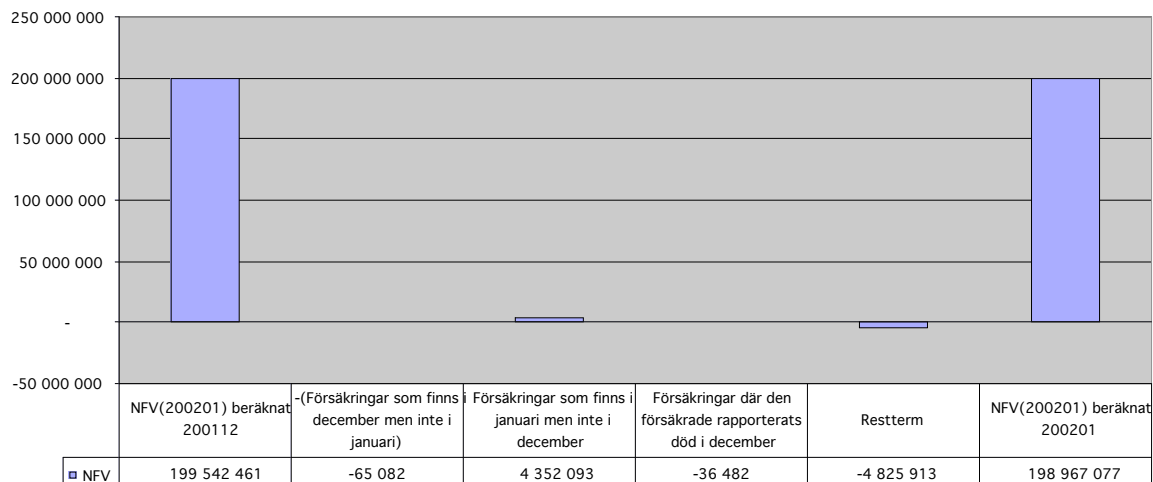 250 000 000
200 000 000
150 000 000
100 000 000
50 000 000
-
-50 000 000
NFV(200201) beräknat
200112
-(Försäkringar som finns i
december men inte i
januari)
Försäkringar som finns i
januari men inte i
december
Försäkringar där den
försäkrade rapporterats
död i december
Restterm
NFV(200201) beräknat
200201
NFV 199 542 461 -65 082 4 352 093 -36 482 -4 825 913 198 967 077